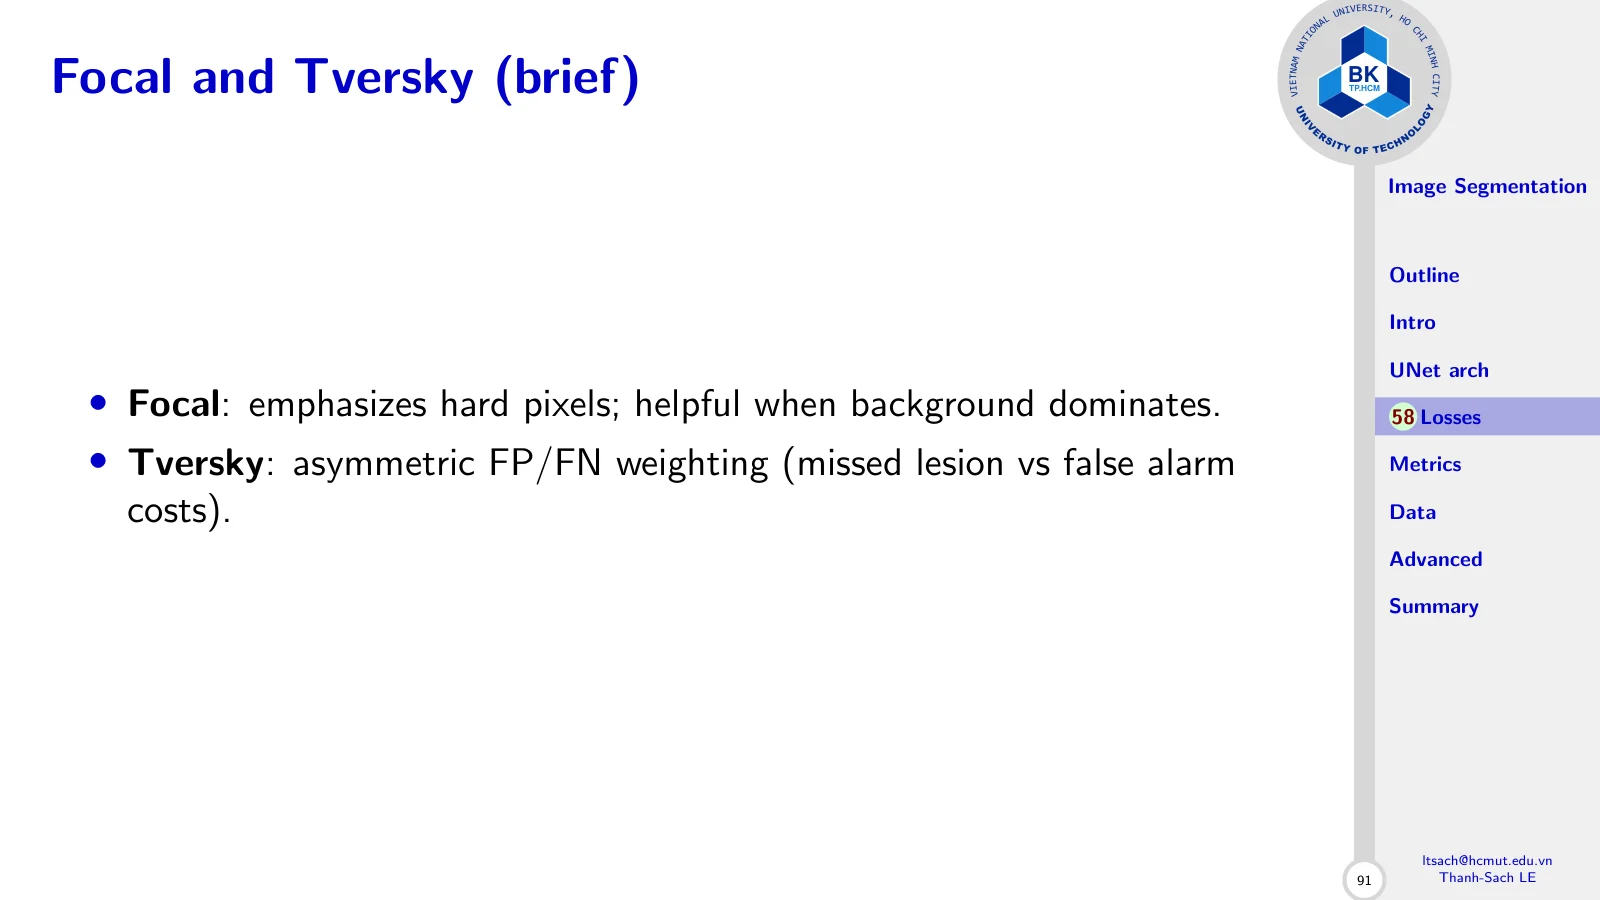 Focal and Tversky (brief)
• Focal: emphasizes hard pixels; helpful when background dominates.
• Tversky: asymmetric FP/FN weighting (missed lesion vs false alarm
costs).
VIETNAM NATIONAL UNIVERSITY, HO CHI MINH CITY
BK
TP.HCM
UNIVERSITY OF TECHNOLOGY
Image Segmentation
Outline
Intro
UNet arch
58 Losses
Metrics
Data
Advanced
Summary
ltsach@hcmut.edu.vn
Thanh-Sach LE
91